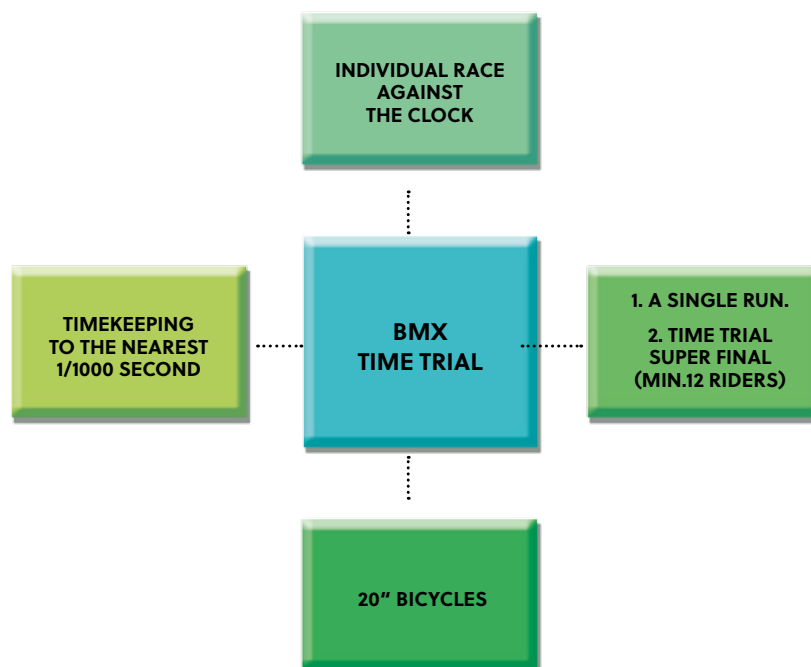 INDIVIDUAL RACE
AGAINST
THE CLOCK
TIMEKEEPING
TO THE NEAREST
1/1000 SECOND
BMX
TIME TRIAL
1. A SINGLE RUN.
2. TIME TRIAL
SUPER FINAL
(MIN.12 RIDERS)
20” BICYCLES